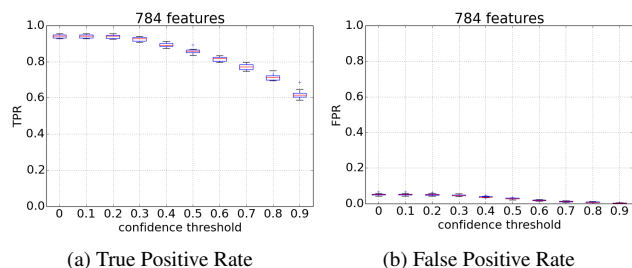 784 features
TPR
1.0
0.8
0.6
0.4
0.2
0.0
0 0.1 0.2 0.3 0.4 0.5 0.6 0.7 0.8 0.9
confidence threshold
(a) True Positive Rate
784 features
FPR
1.0
0.8
0.6
0.4
0.2
0.0
0 0.1 0.2 0.3 0.4 0.5 0.6 0.7 0.8 0.9
confidence threshold
(b) False Positive Rate